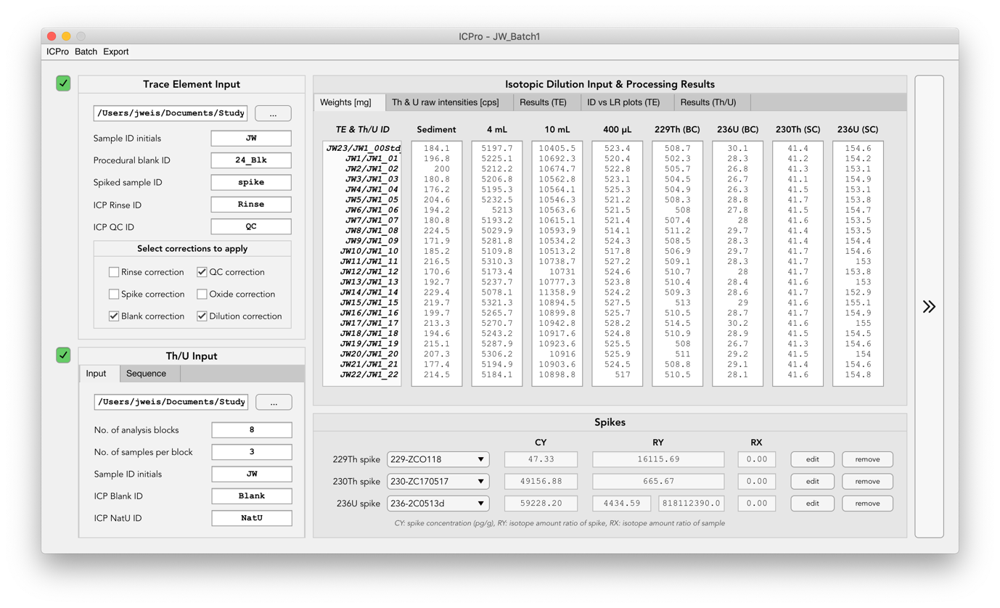 ICPro - JW_Batch1
ICPro Batch Export
Trace Element Input
/Users/jweis/Documents/Study ...
Sample ID initials JW
Procedural blank ID 24_Blk
Spiked sample ID spike
ICP Rinse ID Rinse
ICP QC ID QC
Select corrections to apply
Rinse correction QC correction
Spike correction Oxide correction
Blank correction Dilution correction
Th/U Input
Input Sequence
/Users/jweis/Documents/Study ...
No. of analysis blocks 8
No. of samples per block 3
Sample ID initials JW
ICP Blank ID Blank
ICP NatU ID NatU
Isotopic Dilution Input & Processing Results
Weights [mg] Th & U raw intensities [cps] Results (TE) ID vs LR plots (TE) Results (Th/U)
TE & Th/U ID Sediment 4 mL 10 mL 400 µL 229Th (BC) 236U (BC) 230Th (SC) 236U (SC)
JW23/JW1_00Std 184.1 5197.7 10405.5 523.4 508.7 30.1 41.4 154.6
JW1/JW1_01 196.8 5225.1 10692.3 520.4 502.3 28.3 41.2 154.2
JW2/JW1_02 200 5212.2 10674.7 522.8 505.7 26.8 41.3 153.1
JW3/JW1_03 180.8 5206.8 10562.8 523.1 504.5 26.7 41.1 154.9
JW4/JW1_04 176.2 5195.3 10564.1 525.3 504.9 26.3 41.5 153.1
JW5/JW1_05 204.6 5232.5 10546.3 521.2 508.3 28.8 41.7 153.8
JW6/JW1_06 194.2 5213 10563.6 521.5 508 27.8 41.5 154.7
JW7/JW1_07 180.8 5193.2 10615.1 521.4 507.4 28 41.6 153.5
JW8/JW1_08 224.5 5029.9 10593.9 514.1 511.2 29.7 41.4 153.5
JW9/JW1_09 171.9 5281.8 10534.2 524.3 508.5 28.3 41.4 154.4
JW10/JW1_10 185.2 5109.8 10513.2 517.8 506.9 29.7 41.7 154.6
JW11/JW1_11 216.5 5310.3 10738.7 527.2 509.1 28.3 41.7 153
JW12/JW1_12 170.6 5173.4 10731 524.6 510.7 28 41.7 153.8
JW13/JW1_13 192.7 5237.7 10777.3 523.8 510.4 28.4 41.6 153
JW14/JW1_14 229.4 5078.1 11358.9 524.2 509.3 28.6 41.7 152.9
JW15/JW1_15 219.7 5321.3 10894.5 527.5 513 29 41.6 155.1
JW16/JW1_16 199.7 5265.7 10899.8 525.7 510.5 28.7 41.7 154.9
JW17/JW1_17 213.3 5270.7 10942.8 528.2 514.5 30.2 41.6 155
JW18/JW1_18 194.6 5243.2 10917.6 524.8 510.9 28.9 41.5 154.5
JW19/JW1_19 215.1 5287.9 10923.6 525.5 508 26.7 41.3 154.6
JW20/JW1_20 207.3 5306.2 10916 525.9 511 29.2 41.5 154
JW21/JW1_21 177.4 5194.9 10903.6 524.5 508.8 29.1 41.4 154.6
JW22/JW1_22 214.5 5184.1 10898.8 517 510.5 28.1 41.6 154.8
Spikes
CY RY RX
229Th spike 229-ZCO118 47.33 16115.69 0.00 edit remove
230Th spike 230-ZC170517 49156.88 665.67 0.00 edit remove
236U spike 236-2C0513d 59228.20 4434.59 818112390.0 0.00 edit remove
CY: spike concentration (pg/g), RY: isotope amount ratio of spike, RX: isotope amount ratio of sample